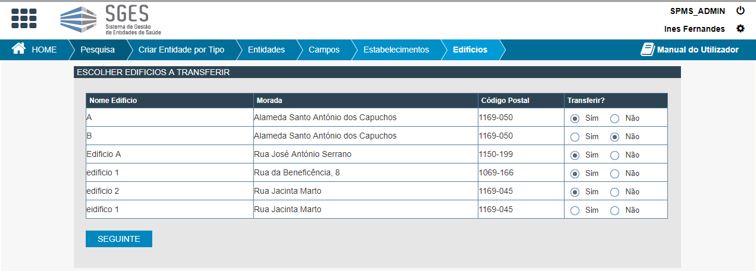 SGES
Sistema de Gestão
de Entidades de Saúde
SPMS_ADMIN
Ines Fernandes
HOME Pesquisa Criar Entidade por Tipo Entidades Campos Estabelecimentos Edifícios Manual do Utilizador
ESCOLHER EDIFICIOS A TRANSFERIR
Nome Edificio Morada Código Postal Transferir?
A Alameda Santo António dos Capuchos 1169-050 Sim Não
B Alameda Santo António dos Capuchos 1169-050 Sim Não
Edificio A Rua José António Serrano 1150-199 Sim Não
edificio 1 Rua da Beneficência, 8 1069-166 Sim Não
edificio 2 Rua Jacinta Marto 1169-045 Sim Não
eidifico 1 Rua Jacinta Marto 1169-045 Sim Não
SEGUINTE